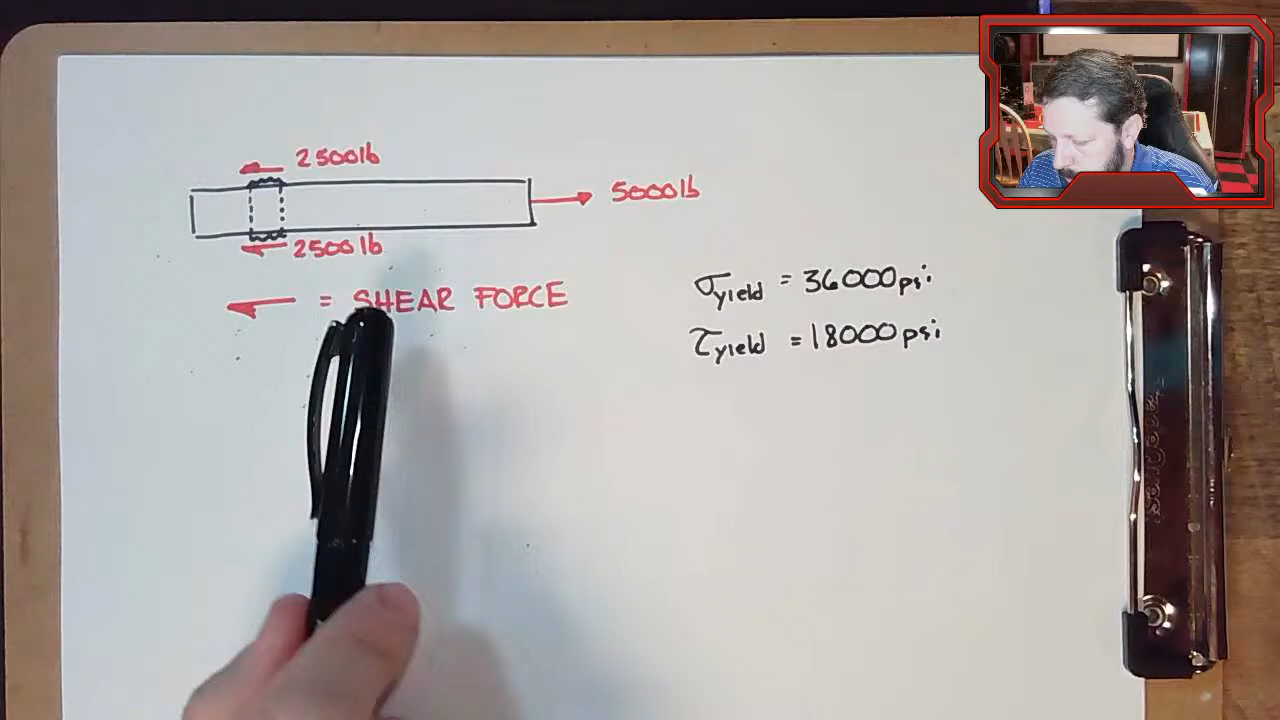 2500lb
5000lb
2500lb
= SHEAR FORCE
σyield = 36000psi
τyield = 18000psi